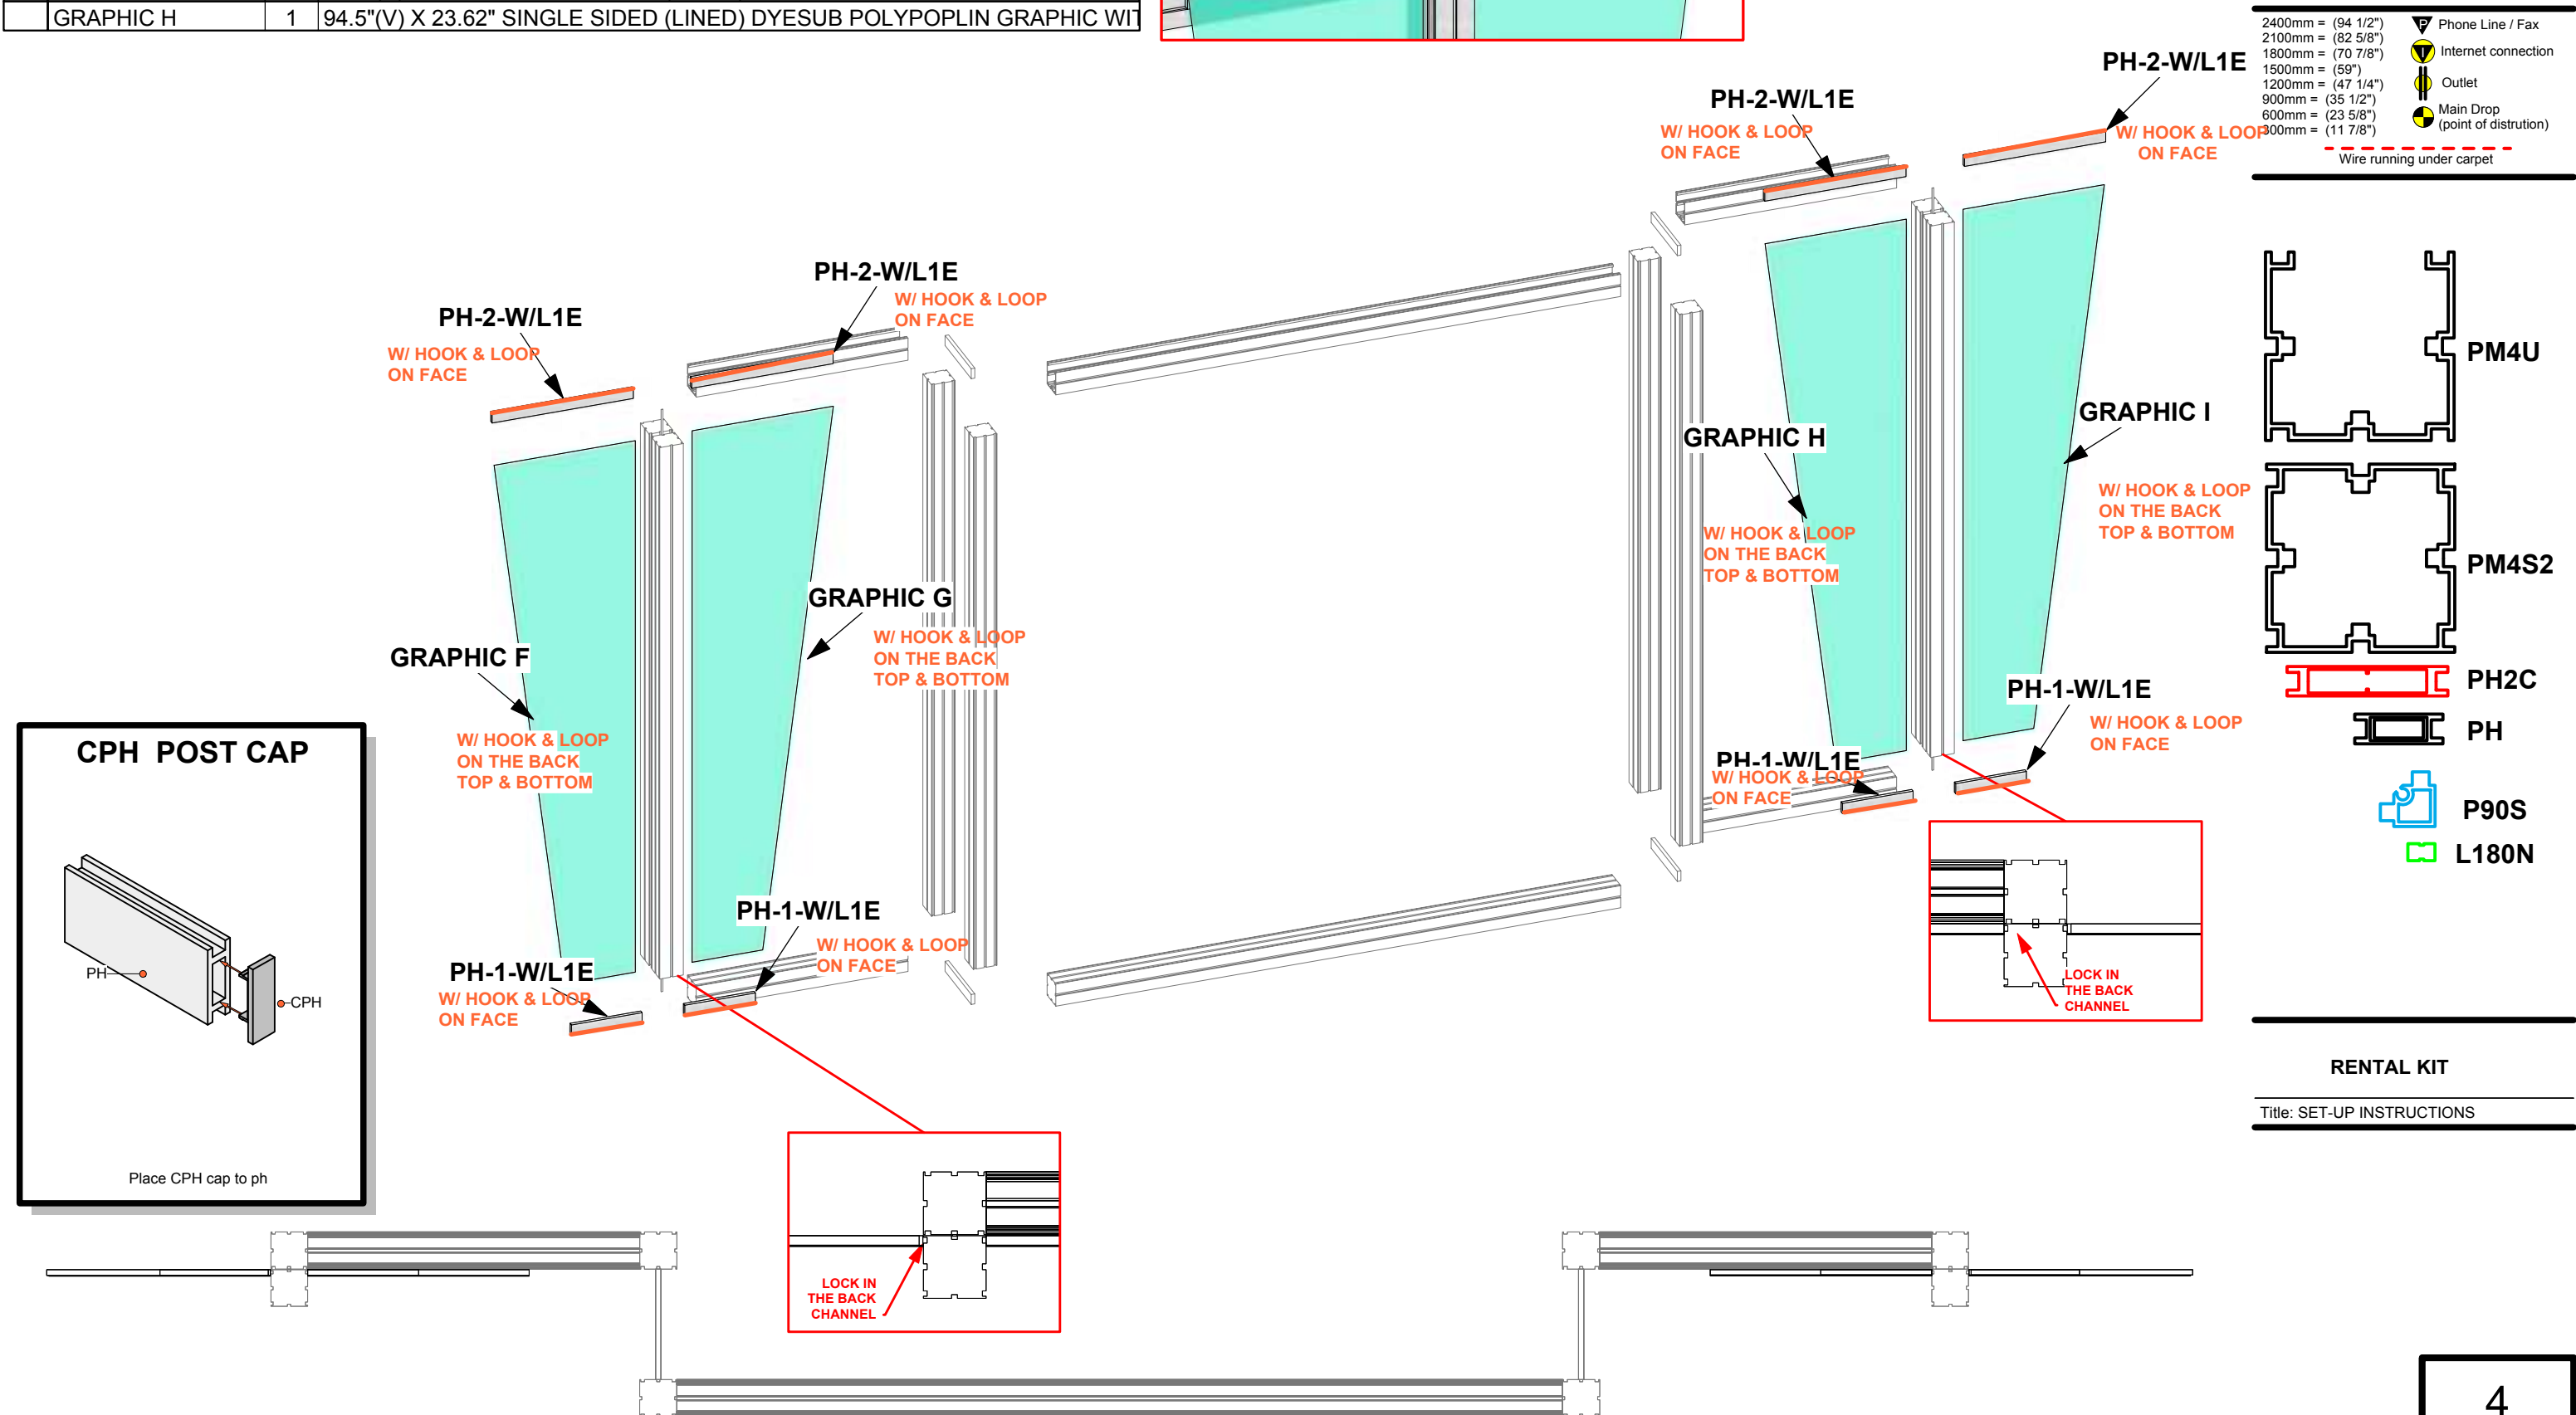 GRAPHIC H 1 94.5"(V) X 23.62" SINGLE SIDED (LINED) DYESUB POLYPOPLIN GRAPHIC
2400mm = (94 1/2")
2100mm = (82 5/8")
1800mm = (70 7/8")
1500mm = (59")
1200mm = (47 1/4")
900mm = (35 1/2")
600mm = (23 5/8")
300mm = (11 7/8")
P Phone Line / Fax
I Internet connection
Outlet
Main Drop
(point of distrution)
Wire running under carpet
PH-2-W/L1E
W/ HOOK & LOOP
ON FACE
PH-2-W/L1E
W/ HOOK & LOOP
ON FACE
PH-2-W/L1E
W/ HOOK & LOOP
ON FACE
PH-2-W/L1E
W/ HOOK & LOOP
ON FACE
GRAPHIC F
W/ HOOK & LOOP
ON THE BACK
TOP & BOTTOM
GRAPHIC G
W/ HOOK & LOOP
ON THE BACK
TOP & BOTTOM
GRAPHIC H
W/ HOOK & LOOP
ON THE BACK
TOP & BOTTOM
GRAPHIC I
W/ HOOK & LOOP
ON THE BACK
TOP & BOTTOM
PH-1-W/L1E
W/ HOOK & LOOP
ON FACE
PH-1-W/L1E
W/ HOOK & LOOP
ON FACE
PH-1-W/L1E
W/ HOOK & LOOP
ON FACE
PH-1-W/L1E
W/ HOOK & LOOP
ON FACE
PM4U
PM4S2
PH2C
PH
P90S
L180N
CPH POST CAP
PH
CPH
Place CPH cap to ph
LOCK IN
THE BACK
CHANNEL
LOCK IN
THE BACK
CHANNEL
RENTAL KIT
Title: SET-UP INSTRUCTIONS
4